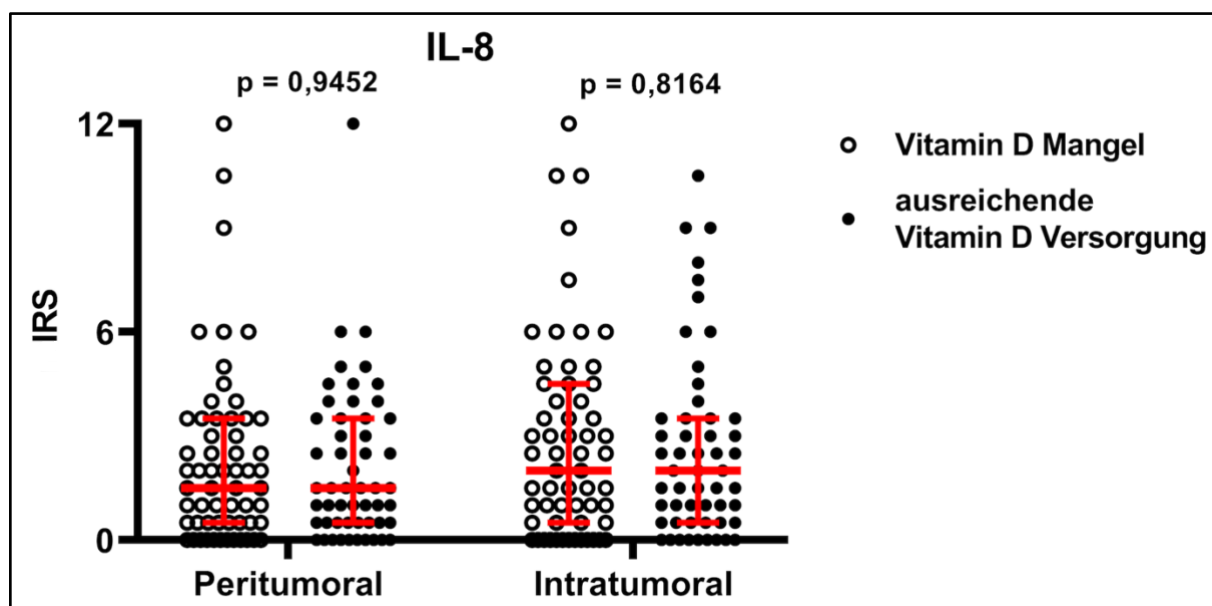 IL-8
p = 0,9452
p = 0,8164
12
6
0
IRS
Vitamin D Mangel
ausreichende
Vitamin D Versorgung
Peritumoral
Intratumoral